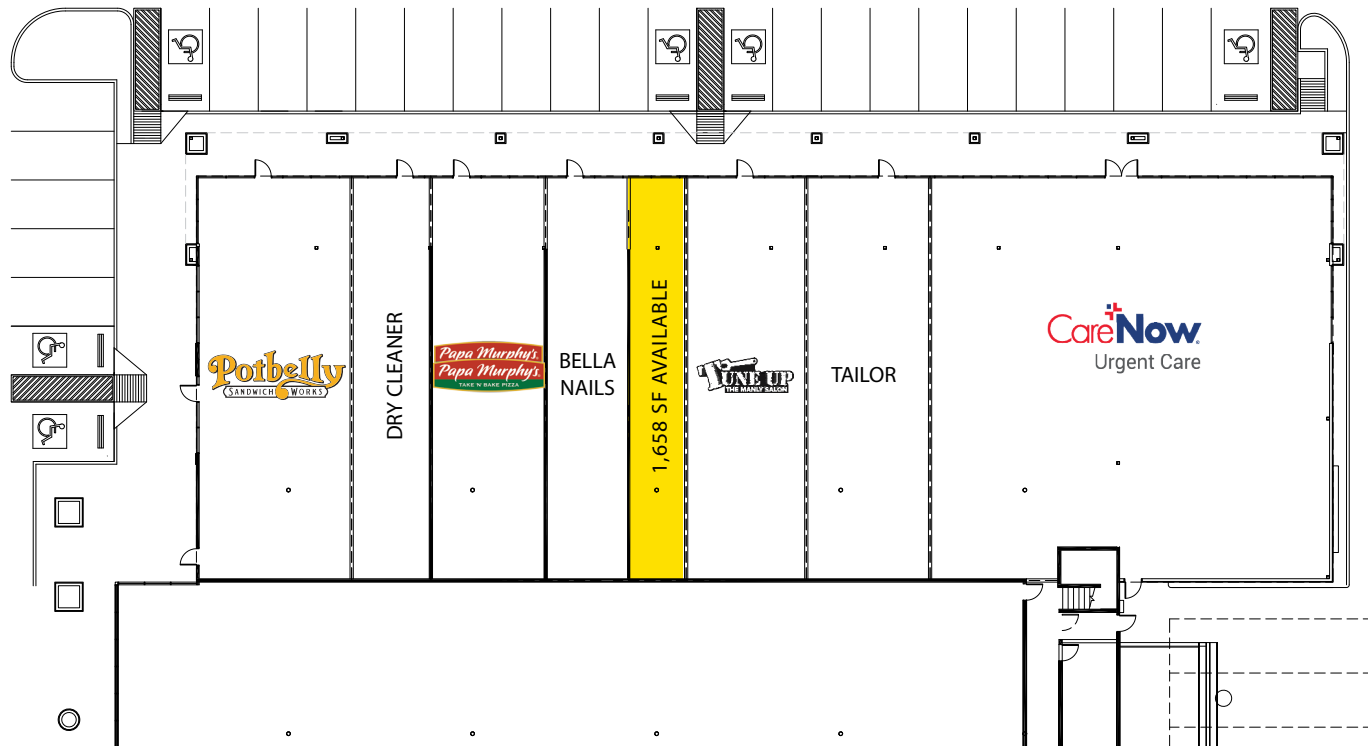 Potbelly
SANDWICH WORKS
DRY CLEANER
Papa Murphy's.
Papa Murphy's.
TAKE 'N' BAKE PIZZA
BELLA
NAILS
1,658 SF AVAILABLE
TUNE UP
THE MANLY SALON
TAILOR
CareNow
Urgent Care